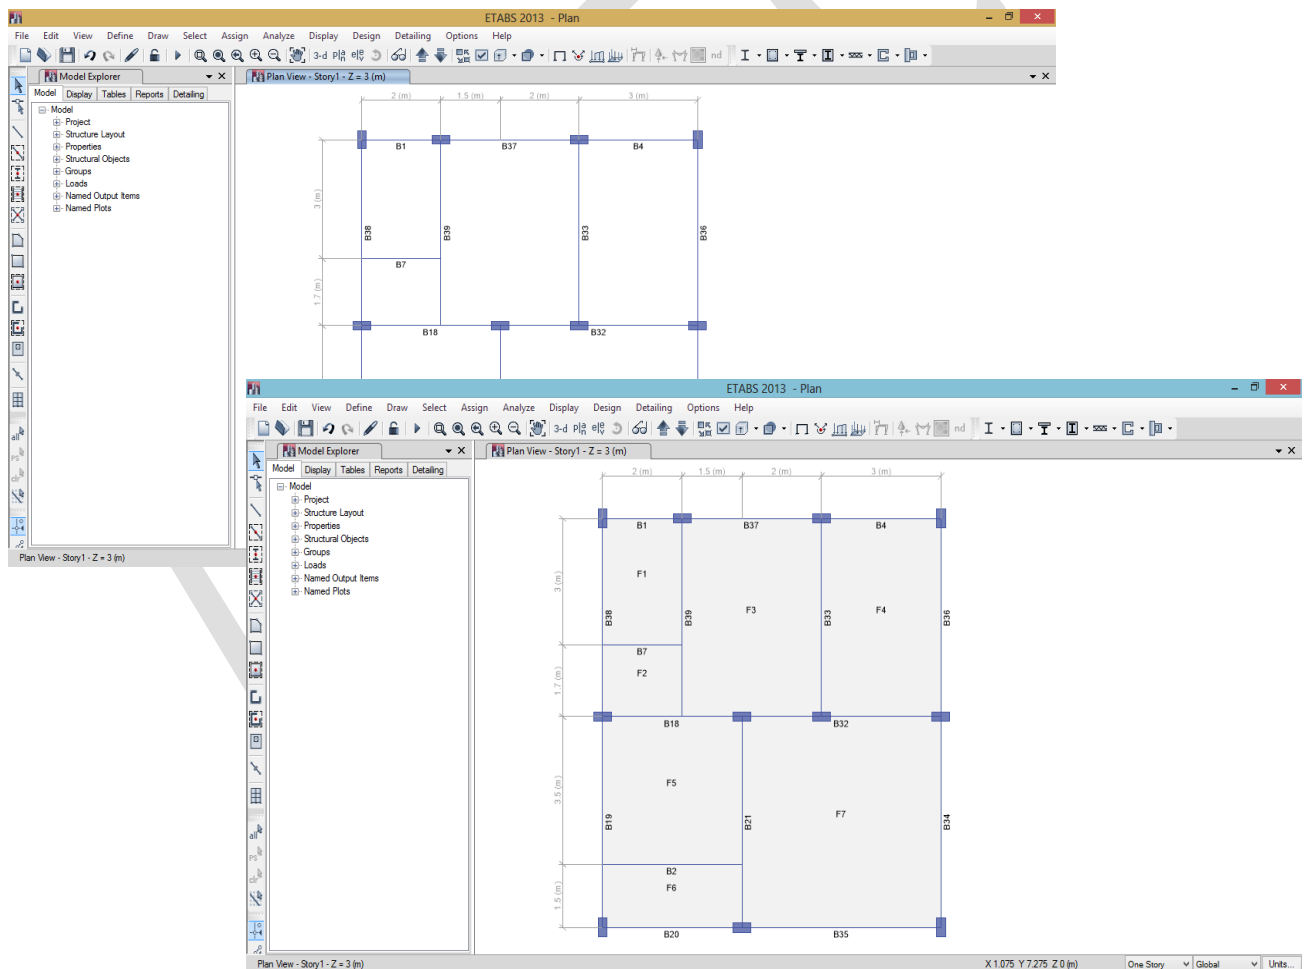 ETABS 2013 - Plan
File Edit View Define Draw Select Assign Analyze Display Design Detailing Options Help
3-d nd
Model Explorer
Plan View - Story1 - Z = 3 (m)
Model Display Tables Reports Detailing
Model
Project
Structure Layout
Properties
Structural Objects
Groups
Loads
Named Output Items
Named Plots
all
2 (m) 1.5 (m) 2 (m) 3 (m)
B1 B37 B4
3 (m)
B38 B39 B33 B36
B7
1.7 (m)
B18 B32
Plan View - Story1 - Z = 3 (m)
ETABS 2013 - Plan
File Edit View Define Draw Select Assign Analyze Display Design Detailing Options Help
3-d nd
Model Explorer
Plan View - Story1 - Z = 3 (m)
Model Display Tables Reports Detailing
Model
Project
Structure Layout
Properties
Structural Objects
Groups
Loads
Named Output Items
Named Plots
all
2 (m) 1.5 (m) 2 (m) 3 (m)
B1 B37 B4
F1
3 (m)
B38 B39 F3 B33 F4 B36
B7
F2
1.7 (m)
B18 B32
F5
3.5 (m)
B19 B21 F7 B34
B2
F6
1.5 (m)
B20 B35
Plan View - Story1 - Z = 3 (m)
X 1.075 Y 7.275 Z 0 (m)
One Story Global Units...